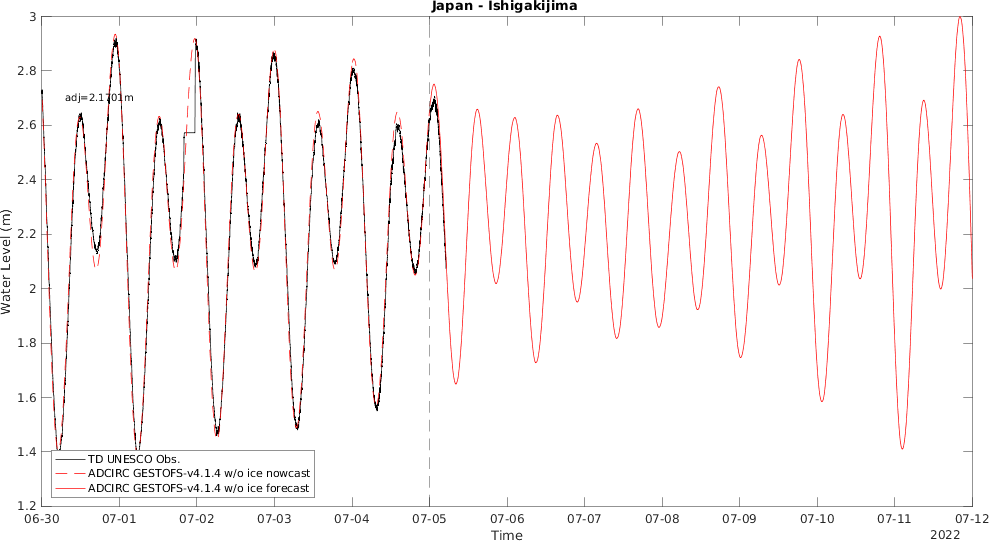 Japan - Ishigakijima
3
2.8
2.6
2.4
2.2
2
1.8
1.6
1.4
1.2
Water Level (m)
adj=2.1701m
TD UNESCO Obs.
ADCIRC GESTOFS-v4.1.4 w/o ice nowcast
ADCIRC GESTOFS-v4.1.4 w/o ice forecast
06-30 07-01 07-02 07-03 07-04 07-05 07-06 07-07 07-08 07-09 07-10 07-11 07-12
Time
2022